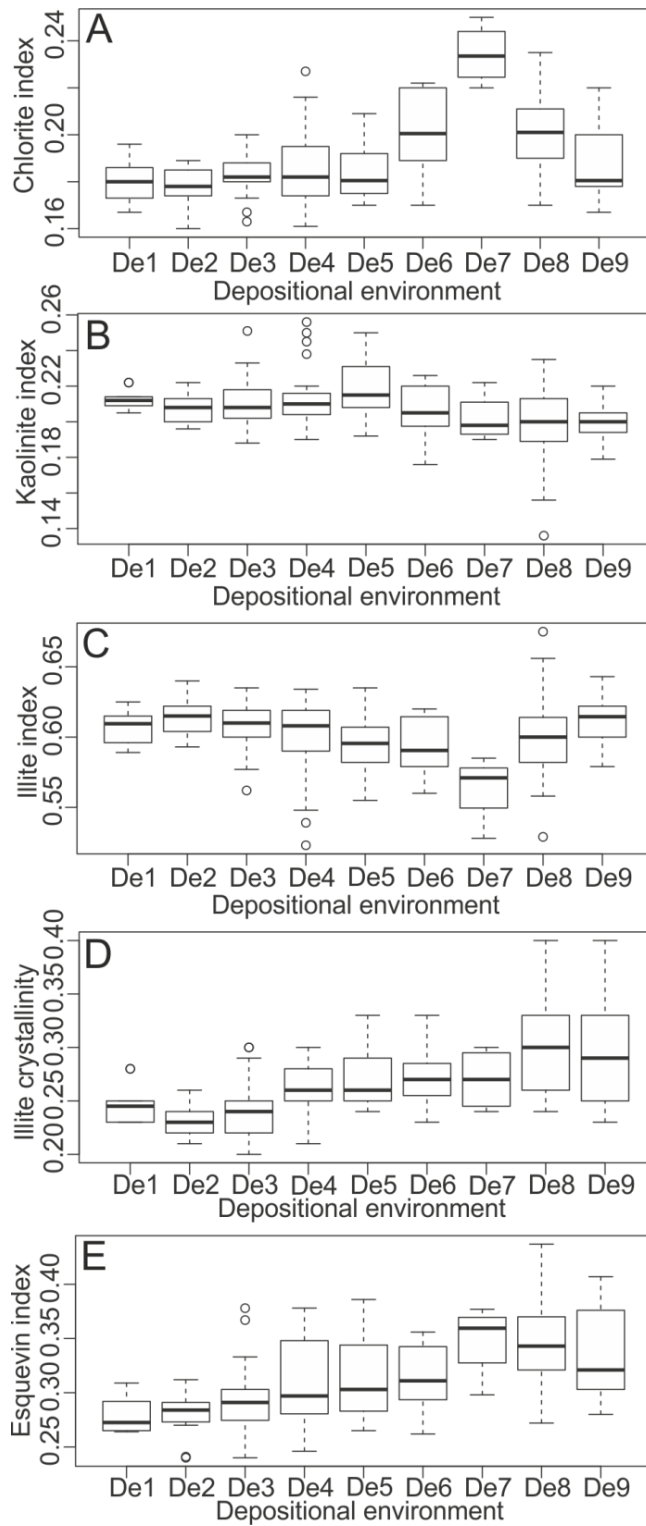 A
Chlorite index
0.16 0.20 0.24
De1 De2 De3 De4 De5 De6 De7 De8 De9
Depositional environment
B
Kaolinite index
0.14 0.18 0.22 0.26
De1 De2 De3 De4 De5 De6 De7 De8 De9
Depositional environment
C
Illite index
0.55 0.60 0.65
De1 De2 De3 De4 De5 De6 De7 De8 De9
Depositional environment
D
Illite crystallinity
0.20 0.25 0.30 0.35 0.40
De1 De2 De3 De4 De5 De6 De7 De8 De9
Depositional environment
E
Esquevin index
0.25 0.30 0.35 0.40
De1 De2 De3 De4 De5 De6 De7 De8 De9
Depositional environment